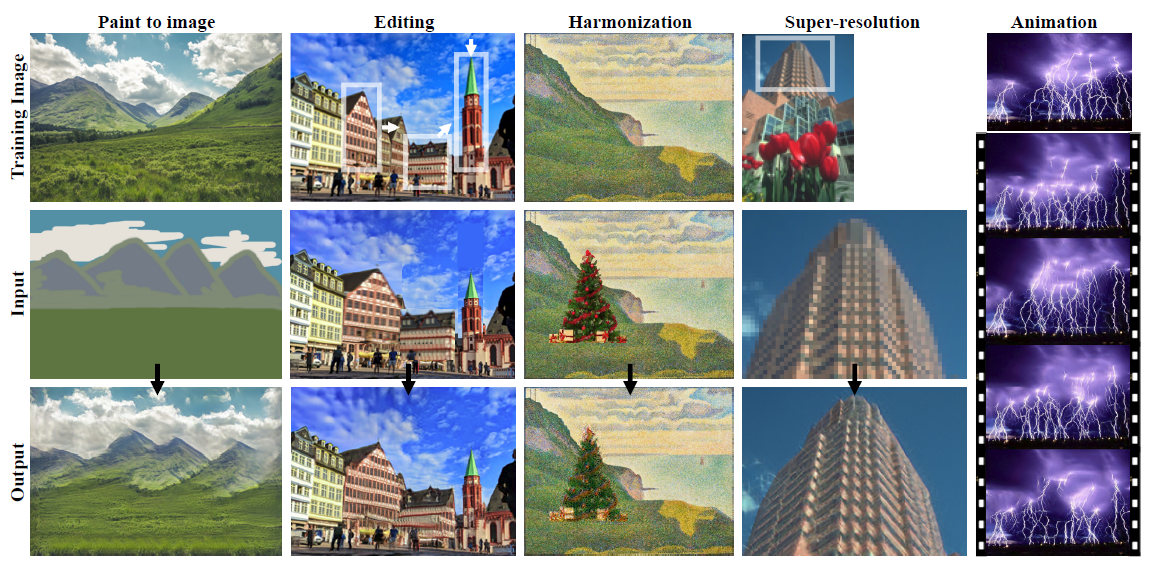 Paint to image
Editing
Harmonization
Super-resolution
Animation
Training Image
Input
Output